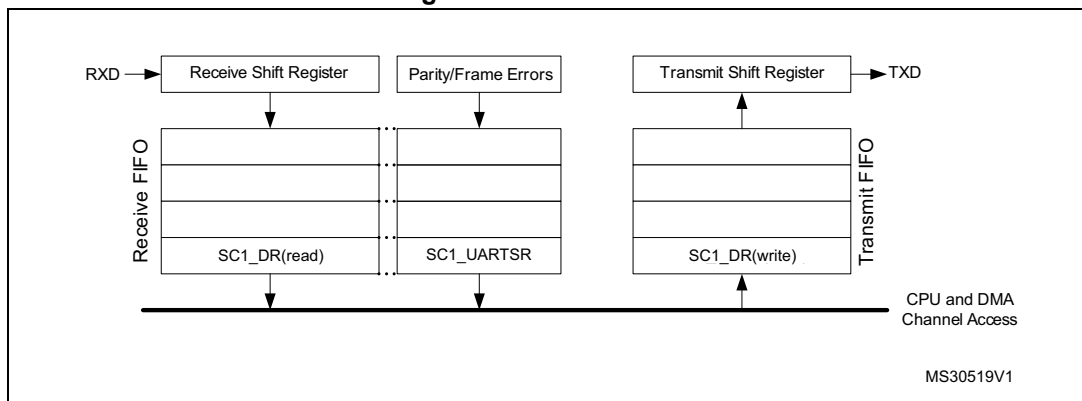 RXD
Receive Shift Register
Parity/Frame Errors
Transmit Shift Register
TXD
Receive FIFO
Transmit FIFO
SC1_DR(read)
SC1_UARTSR
SC1_DR(write)
CPU and DMA
Channel Access
MS30519V1